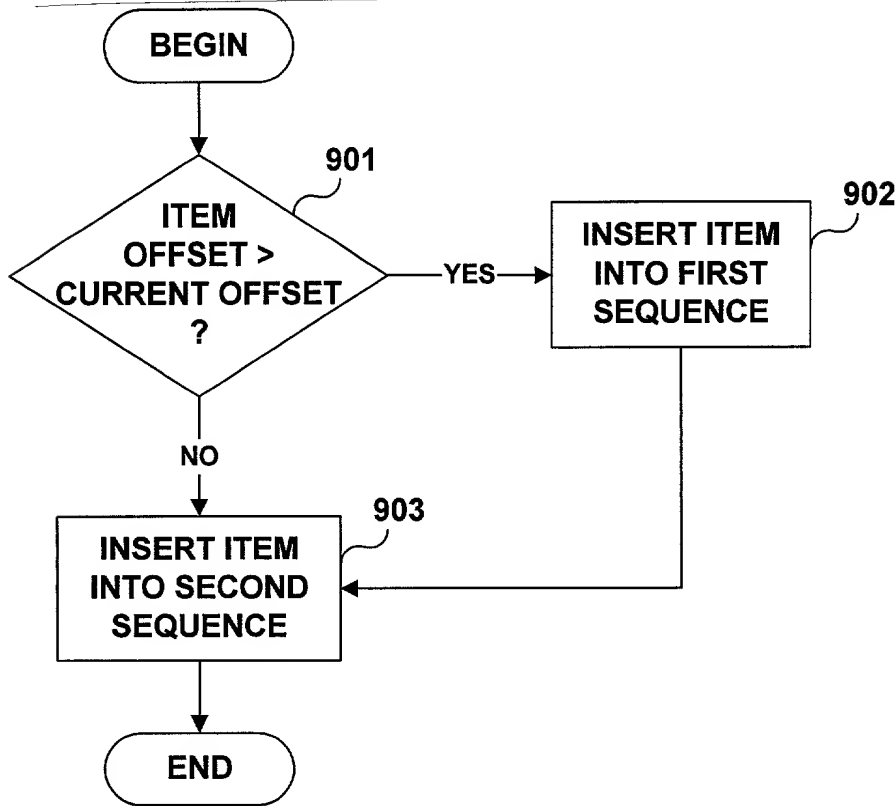 BEGIN
901
ITEM
OFFSET >
CURRENT OFFSET
?
YES
902
INSERT ITEM
INTO FIRST
SEQUENCE
NO
903
INSERT ITEM
INTO SECOND
SEQUENCE
END